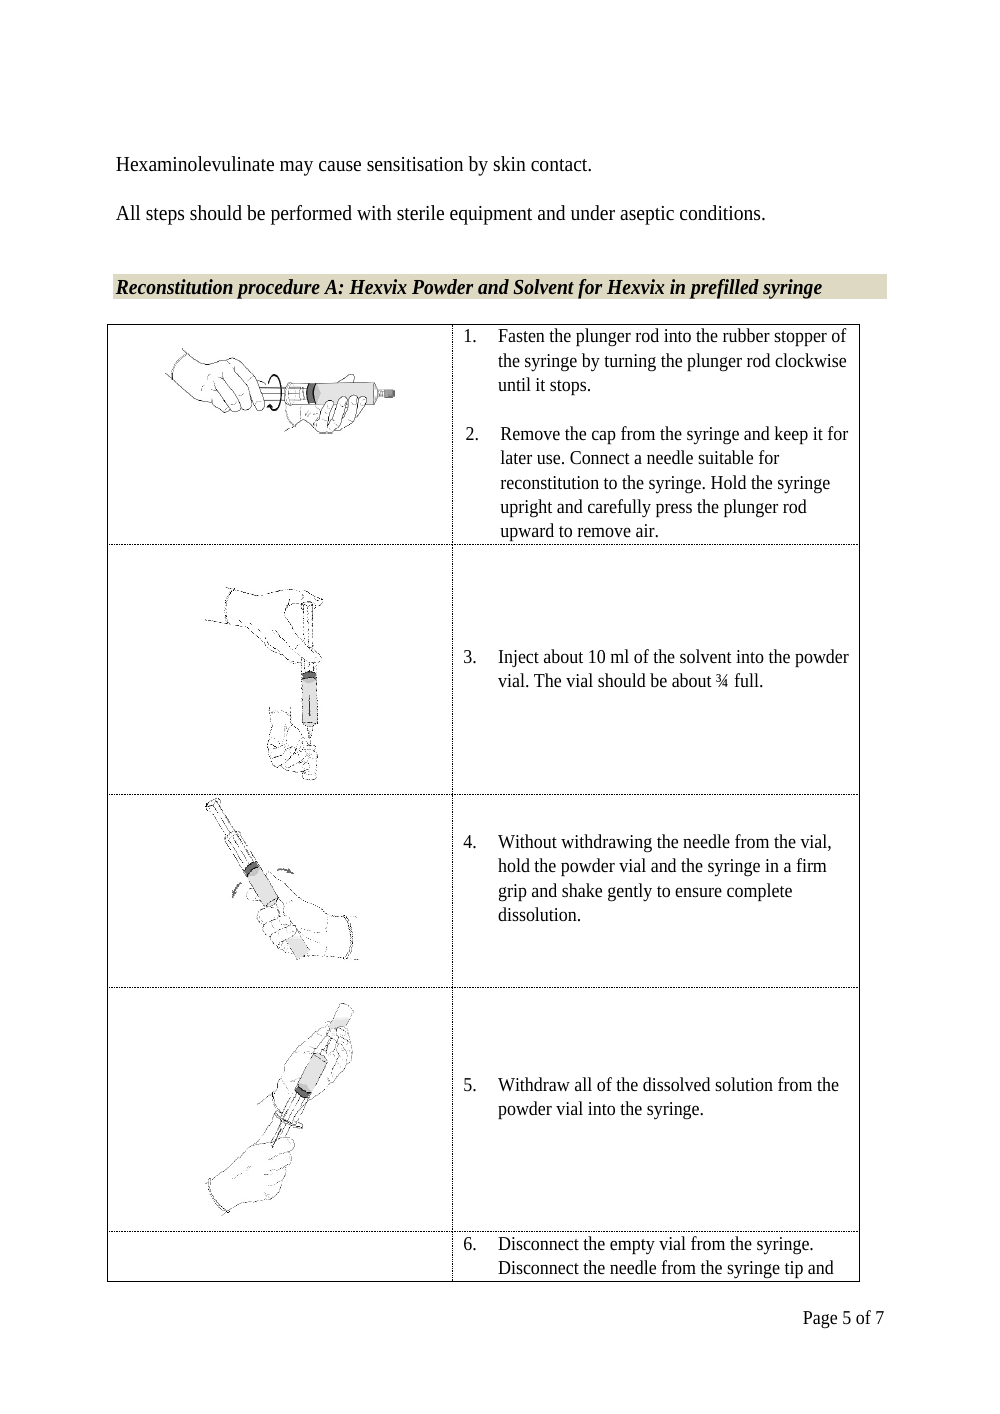 Hexaminolevulinate may cause sensitisation by skin contact.
All steps should be performed with sterile equipment and under aseptic conditions.
Reconstitution procedure A: Hexvix Powder and Solvent for Hexvix in prefilled syringe
1. Fasten the plunger rod into the rubber stopper of
the syringe by turning the plunger rod clockwise
until it stops.
2. Remove the cap from the syringe and keep it for
later use. Connect a needle suitable for
reconstitution to the syringe. Hold the syringe
upright and carefully press the plunger rod
upward to remove air.
3. Inject about 10 ml of the solvent into the powder
vial. The vial should be about ¾ full.
4. Without withdrawing the needle from the vial,
hold the powder vial and the syringe in a firm
grip and shake gently to ensure complete
dissolution.
5. Withdraw all of the dissolved solution from the
powder vial into the syringe.
6. Disconnect the empty vial from the syringe.
Disconnect the needle from the syringe tip and
Page 5 of 7